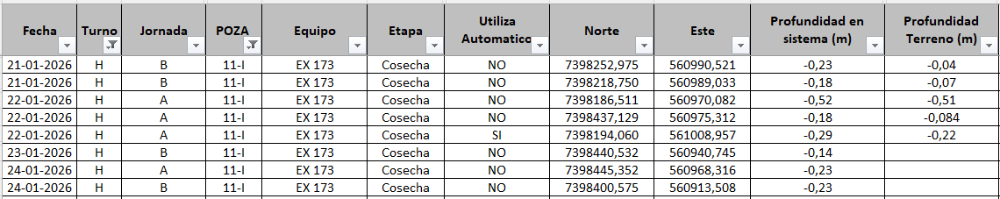 Fecha Turno Jornada POZA Equipo Etapa Utiliza Automatico Norte Este Profundidad en sistema (m) Profundidad Terreno (m)
21-01-2026 H B 11-I EX 173 Cosecha NO 7398252,975 560990,521 -0,23 -0,04
21-01-2026 H B 11-I EX 173 Cosecha NO 7398218,750 560989,033 -0,18 -0,07
22-01-2026 H A 11-I EX 173 Cosecha NO 7398186,511 560970,082 -0,52 -0,51
22-01-2026 H A 11-I EX 173 Cosecha NO 7398437,129 560975,312 -0,18 -0,084
22-01-2026 H A 11-I EX 173 Cosecha SI 7398194,060 561008,957 -0,29 -0,22
23-01-2026 H B 11-I EX 173 Cosecha NO 7398440,532 560940,745 -0,14
24-01-2026 H A 11-I EX 173 Cosecha NO 7398445,352 560968,316 -0,23
24-01-2026 H B 11-I EX 173 Cosecha NO 7398400,575 560913,508 -0,23